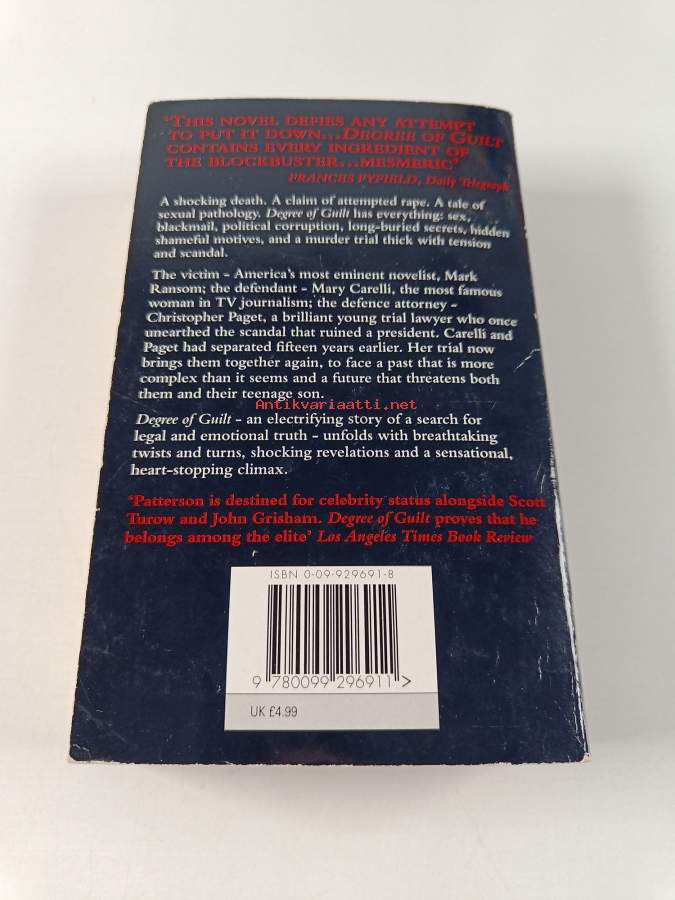 'THIS NOVEL DEFIES ANY ATTEMPT
TO PUT IT DOWN...DEGREE OF GUILT
CONTAINS EVERY INGREDIENT OF
THE BLOCKBUSTER...MESMERIC'
FRANCES FYFIELD, Daily Telegraph
A shocking death. A claim of attempted rape. A tale of
sexual pathology. Degree of Guilt has everything: sex,
blackmail, political corruption, long-buried secrets, hidden
shameful motives, and a murder trial thick with tension
and scandal.
The victim – America's most eminent novelist, Mark
Ransom; the defendant – Mary Carelli, the most famous
woman in TV journalism; the defence attorney –
Christopher Paget, a brilliant young trial lawyer who once
unearthed the scandal that ruined a president. Carelli and
Paget had separated fifteen years earlier. Her trial now
brings them together again, to face a past that is more
complex than it seems and a future that threatens both
them and their teenage son.
Antikvariaatti.net
Degree of Guilt – an electrifying story of a search for
legal and emotional truth – unfolds with breathtaking
twists and turns, shocking revelations and a sensational,
heart-stopping climax.
'Patterson is destined for celebrity status alongside Scott
Turow and John Grisham. Degree of Guilt proves that he
belongs among the elite' Los Angeles Times Book Review
ISBN 0-09-929691-8
9 780099 296911 >
UK £4.99